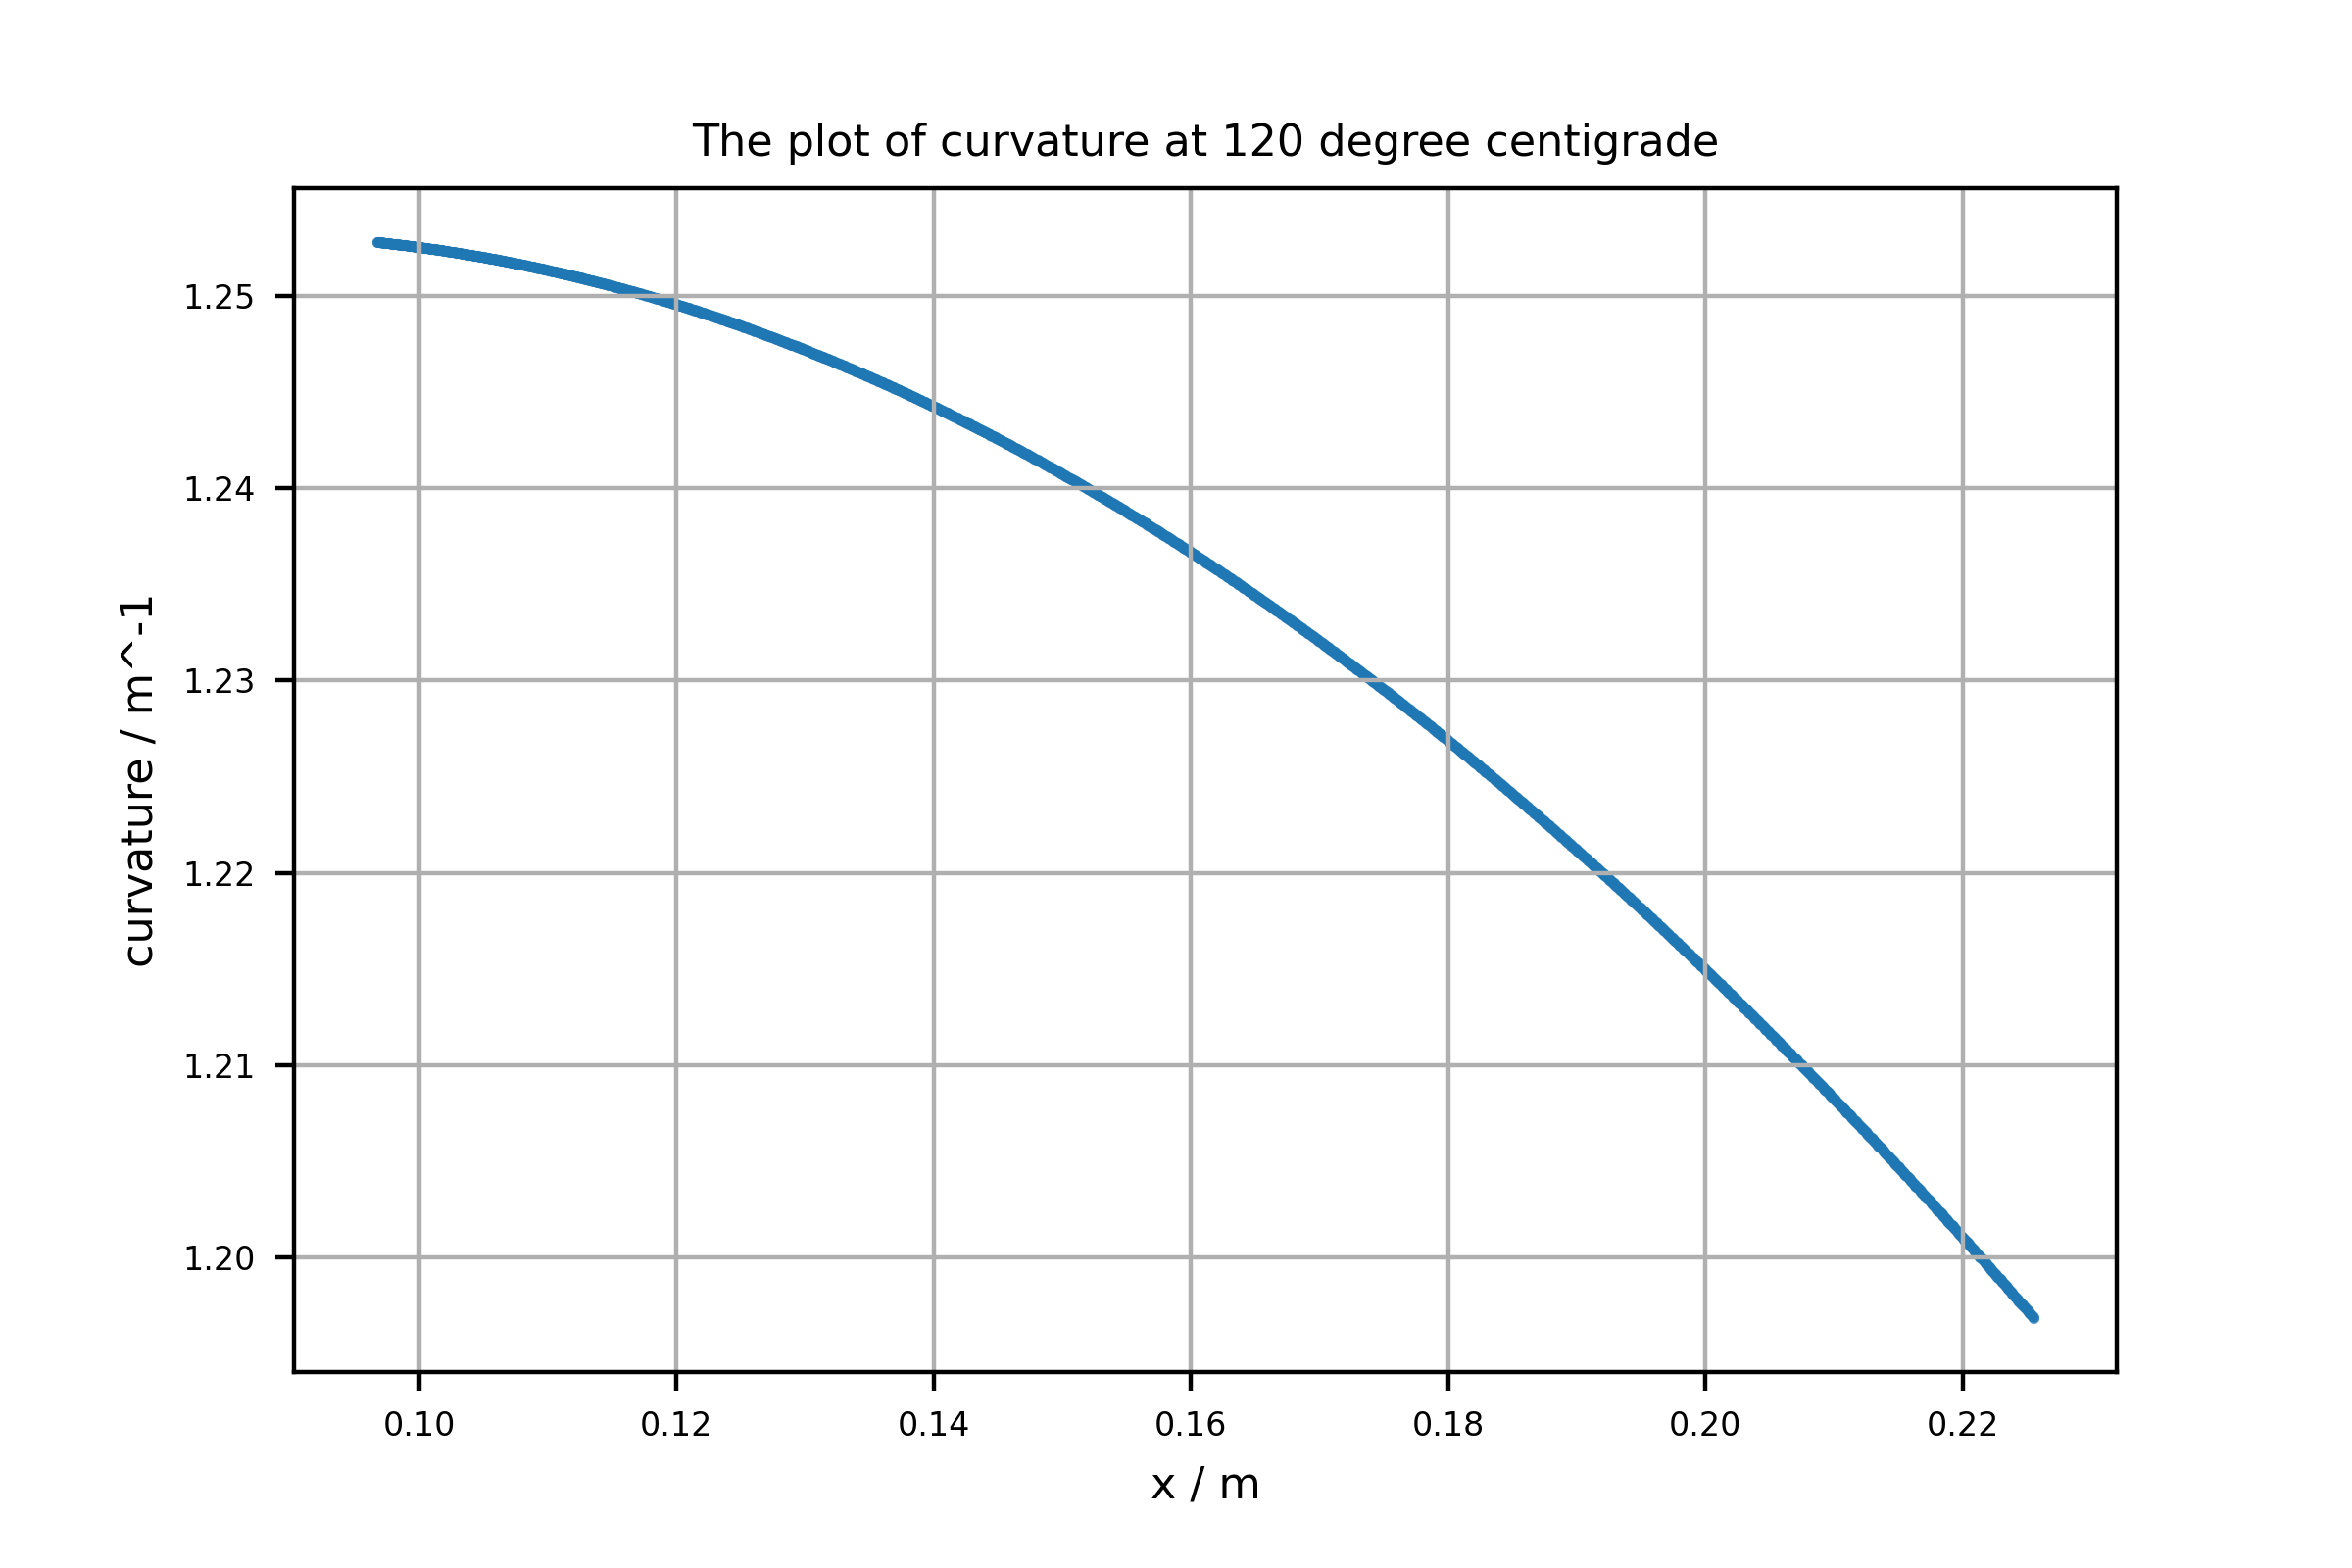 The plot of curvature at 120 degree centigrade
curvature / m^-1
1.25
1.24
1.23
1.22
1.21
1.20
0.10 0.12 0.14 0.16 0.18 0.20 0.22
x / m